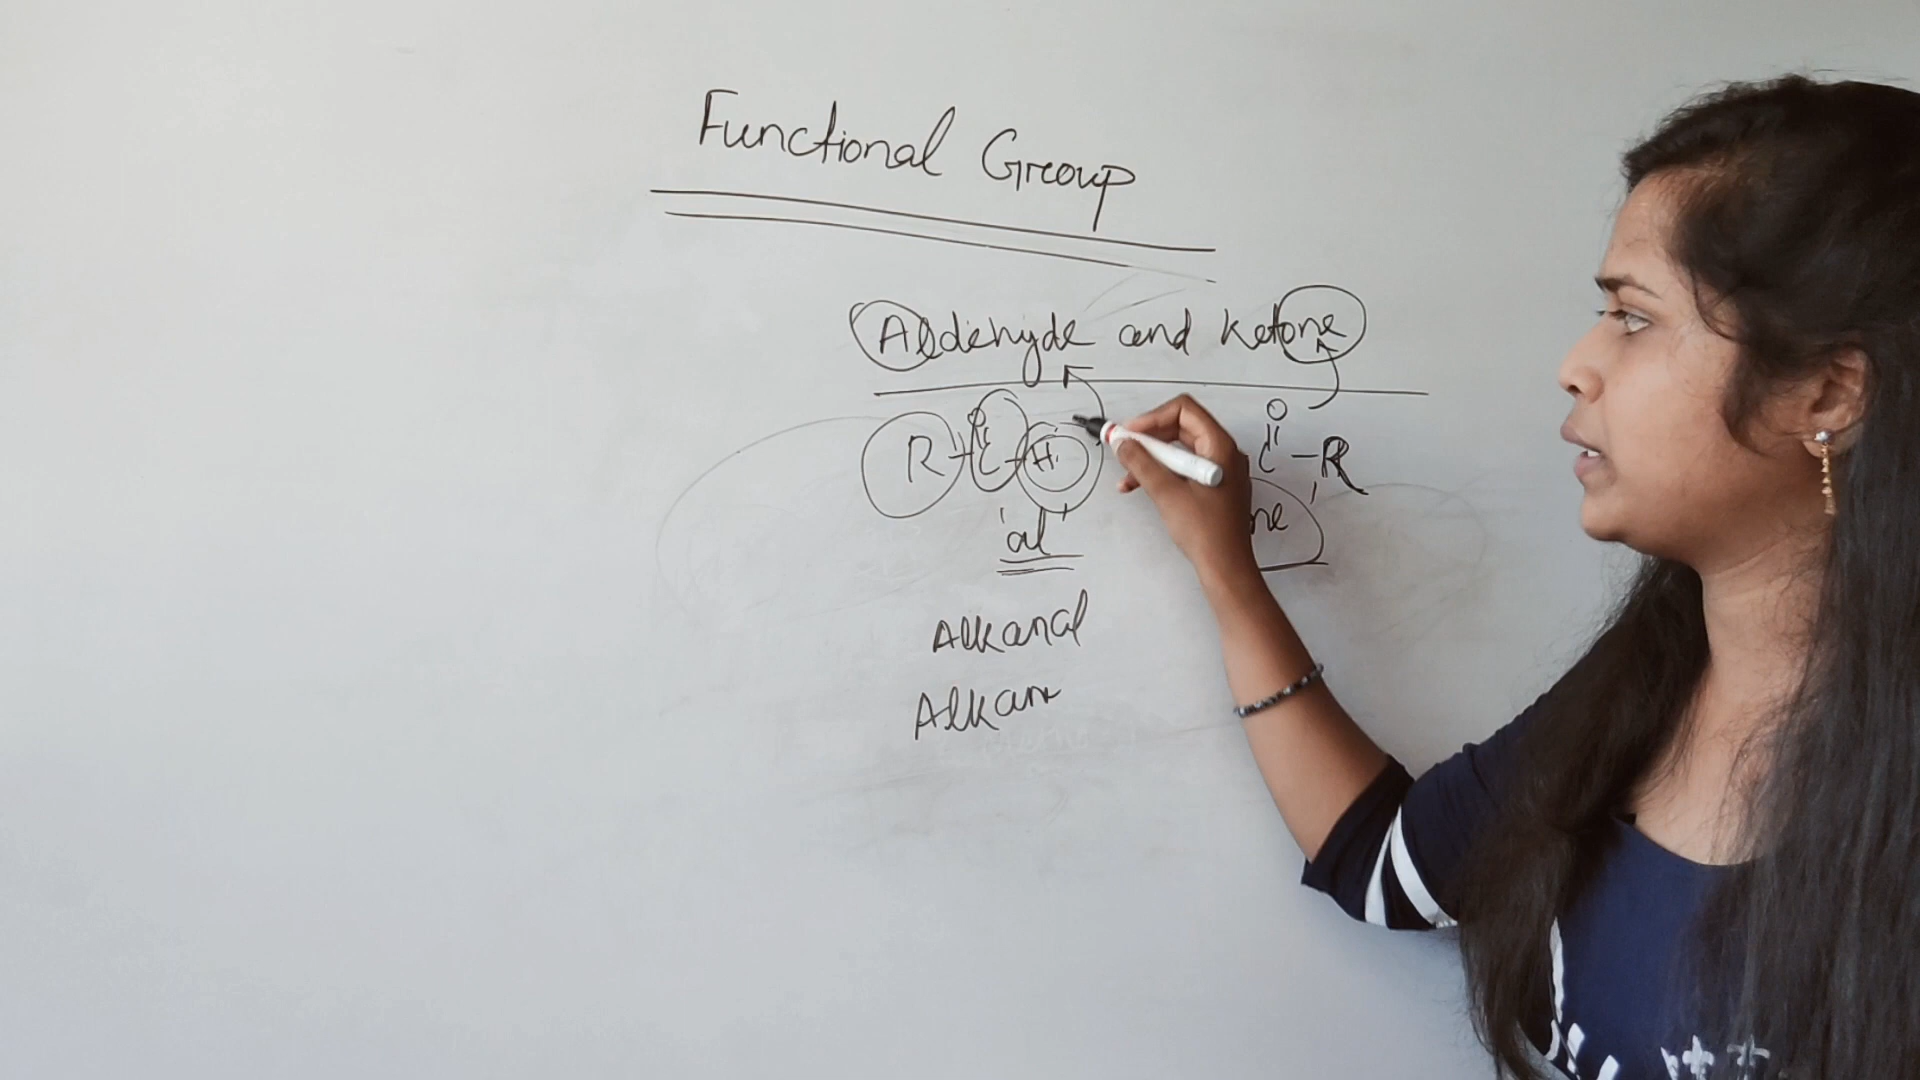 Functional Group
Aldehyde and Ketone
O O
R-C-H C-R
'al' ne
Alkanal
Alkan